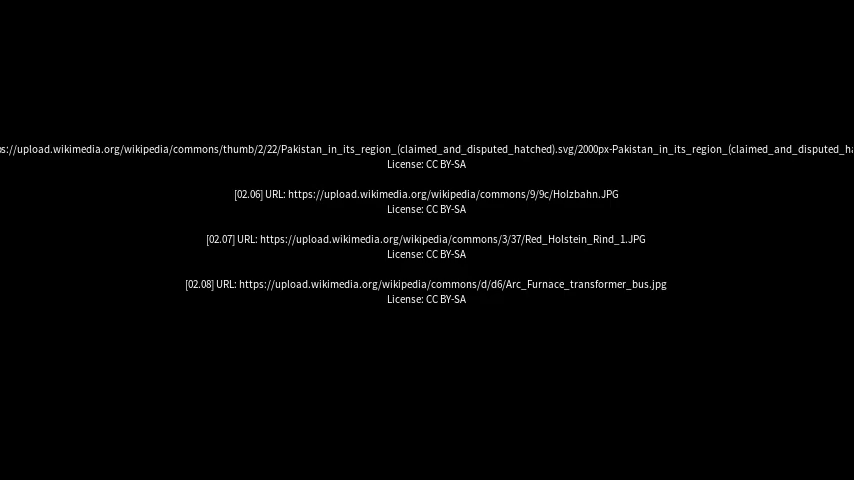 s://upload.wikimedia.org/wikipedia/commons/thumb/2/22/Pakistan_in_its_region_(claimed_and_disputed_hatched).svg/2000px-Pakistan_in_its_region_(claimed_and_disputed_ha
License: CC BY-SA
[02.06] URL: https://upload.wikimedia.org/wikipedia/commons/9/9c/Holzbahn.JPG
License: CC BY-SA
[02.07] URL: https://upload.wikimedia.org/wikipedia/commons/3/37/Red_Holstein_Rind_1.JPG
License: CC BY-SA
[02.08] URL: https://upload.wikimedia.org/wikipedia/commons/d/d6/Arc_Furnace_transformer_bus.jpg
License: CC BY-SA